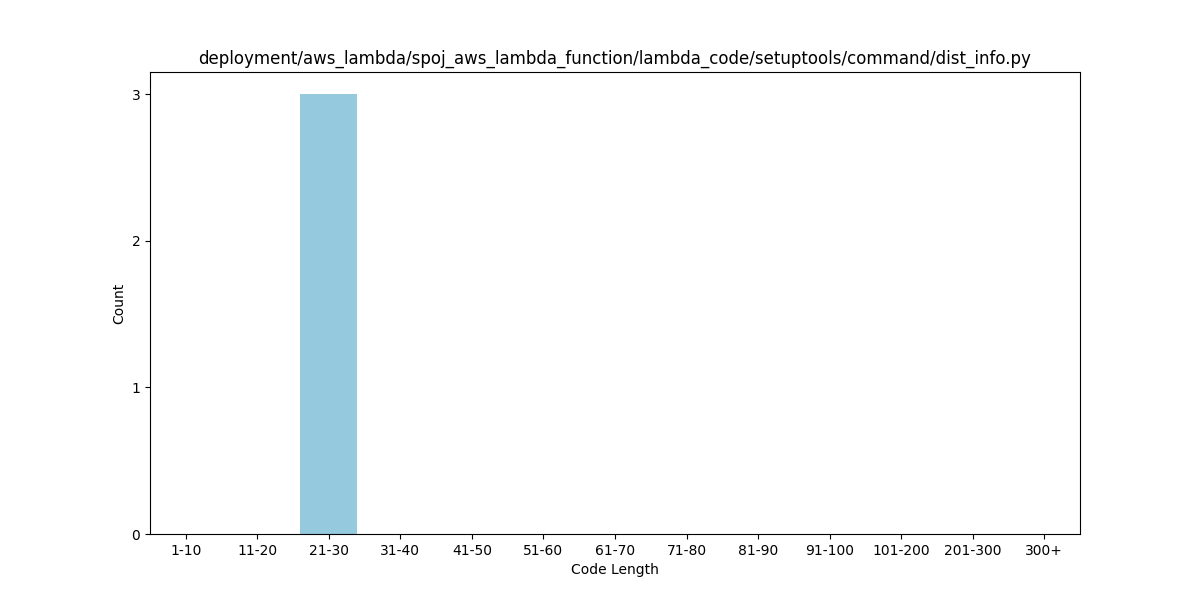 deployment/aws_lambda/spoj_aws_lambda_function/lambda_code/setuptools/command/dist_info.py
3
2
1
0
Count
1-10 11-20 21-30 31-40 41-50 51-60 61-70 71-80 81-90 91-100 101-200 201-300 300+
Code Length